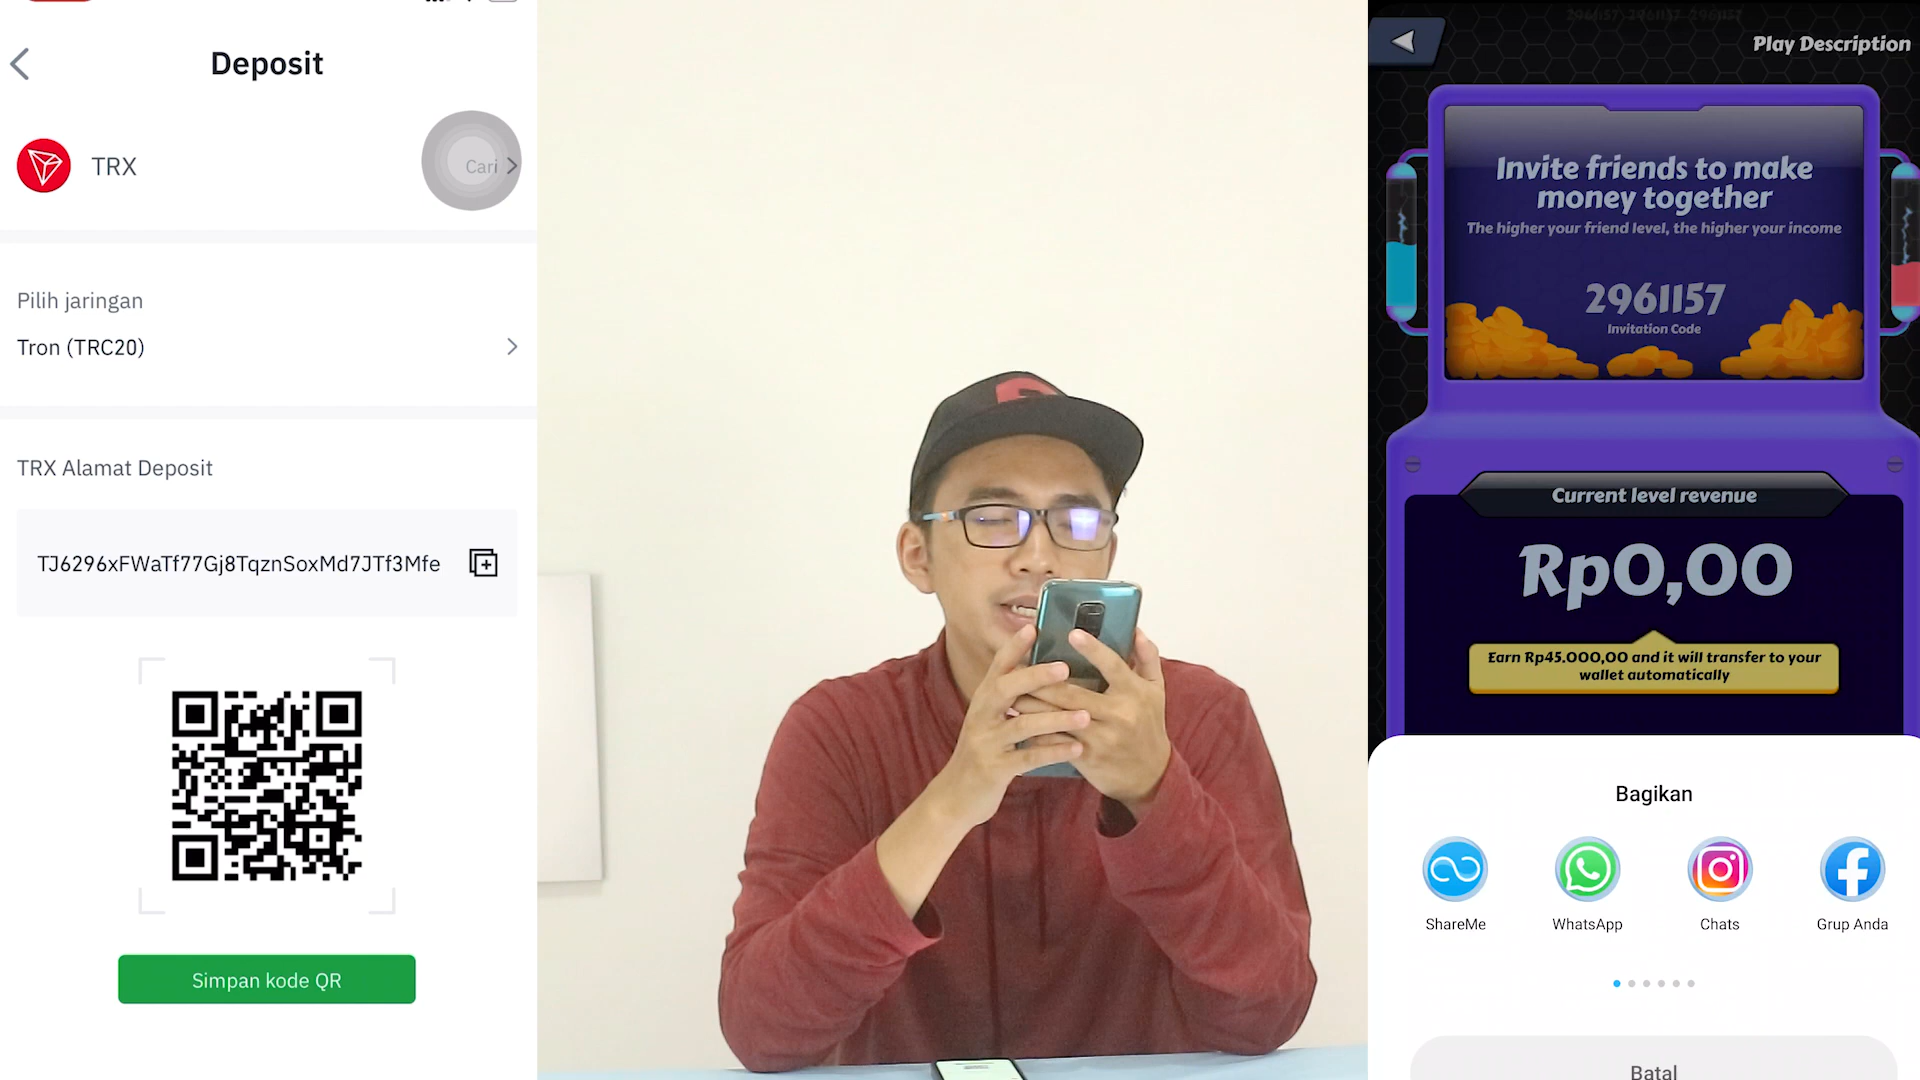 Deposit
TRX
Cari
Pilih jaringan
Tron (TRC20)
TRX Alamat Deposit
TJ6296xFWaTf77Gj8TqznSoxMd7JTf3Mfe
Simpan kode QR
2961157 2961157 2961157
Play Description
Invite friends to make
money together
The higher your friend level, the higher your income
2961157
Invitation Code
Current level revenue
Rp0,00
Earn Rp45.000,00 and it will transfer to your
wallet automatically
Bagikan
ShareMe
WhatsApp
Chats
Grup Anda
Batal